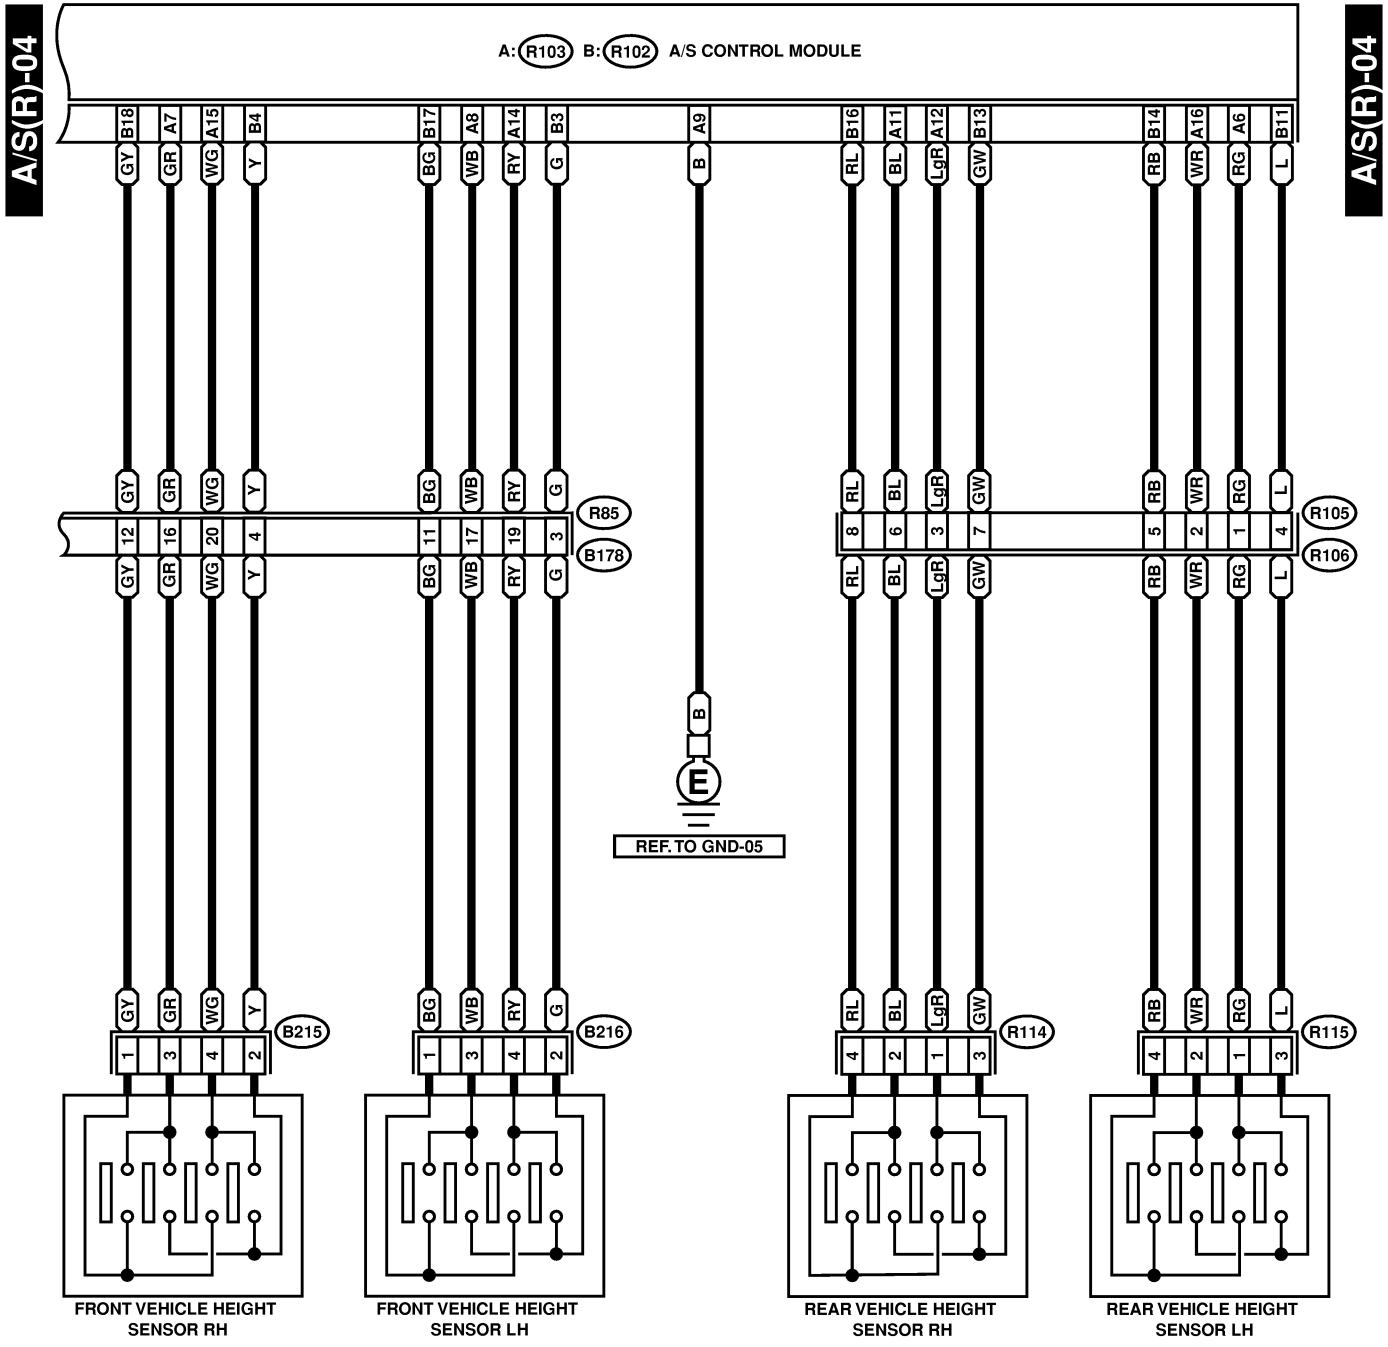 A/S(R)-04
A/S(R)-04
A: R103 B: R102 A/S CONTROL MODULE
B18 A7 A15 B4 B17 A8 A14 B3 A9 B16 A11 A12 B13 B14 A16 A6 B11
GY GR WG Y BG WB RY G B RL BL LgR GW RB WR RG L
GY GR WG Y BG WB RY G RL BL LgR GW RB WR RG L
R85 R105
12 16 20 4 11 17 19 3 8 6 3 7 5 2 1 4
B178 R106
GY GR WG Y BG WB RY G RL BL LgR GW RB WR RG L
B
E
REF. TO GND-05
GY GR WG Y BG WB RY G RL BL LgR GW RB WR RG L
B215 B216 R114 R115
1 3 4 2 1 3 4 2 4 2 1 3 4 2 1 3
FRONT VEHICLE HEIGHT
SENSOR RH
FRONT VEHICLE HEIGHT
SENSOR LH
REAR VEHICLE HEIGHT
SENSOR RH
REAR VEHICLE HEIGHT
SENSOR LH